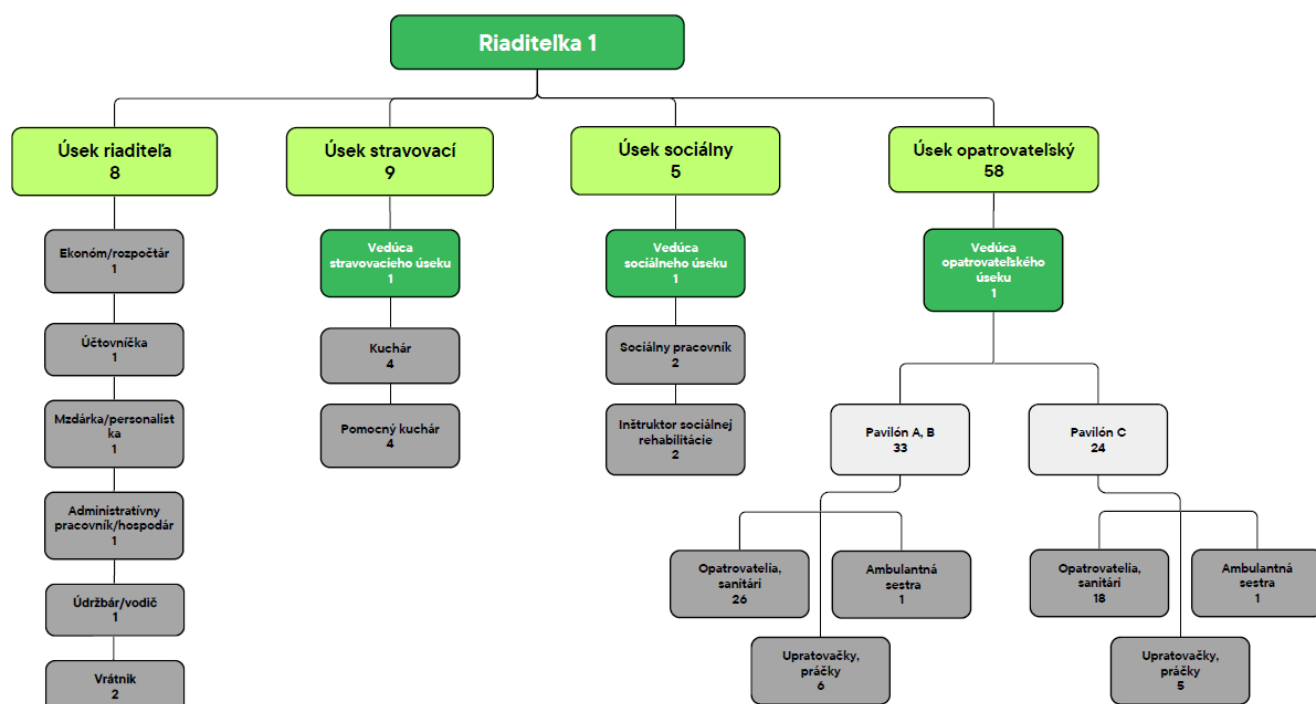 Riaditeľka 1
Úsek riaditeľa
8
Úsek stravovací
9
Úsek sociálny
5
Úsek opatrovateľský
58
Ekonóm/rozpočtár
1
Účtovníčka
1
Mzdárka/personalist
ka
1
Administratívny
pracovník/hospodár
1
Údržbár/vodič
1
Vrátnik
2
Vedúca
stravovacieho úseku
1
Kuchár
4
Pomocný kuchár
4
Vedúca
sociálneho úseku
1
Sociálny pracovník
2
Inštruktor sociálnej
rehabilitácie
2
Vedúca
opatrovateľského
úseku
1
Pavilón A, B
33
Opatrovatelia,
sanitári
26
Ambulantná
sestra
1
Upratovačky,
práčky
6
Pavilón C
24
Opatrovatelia,
sanitári
18
Ambulantná
sestra
1
Upratovačky,
práčky
5